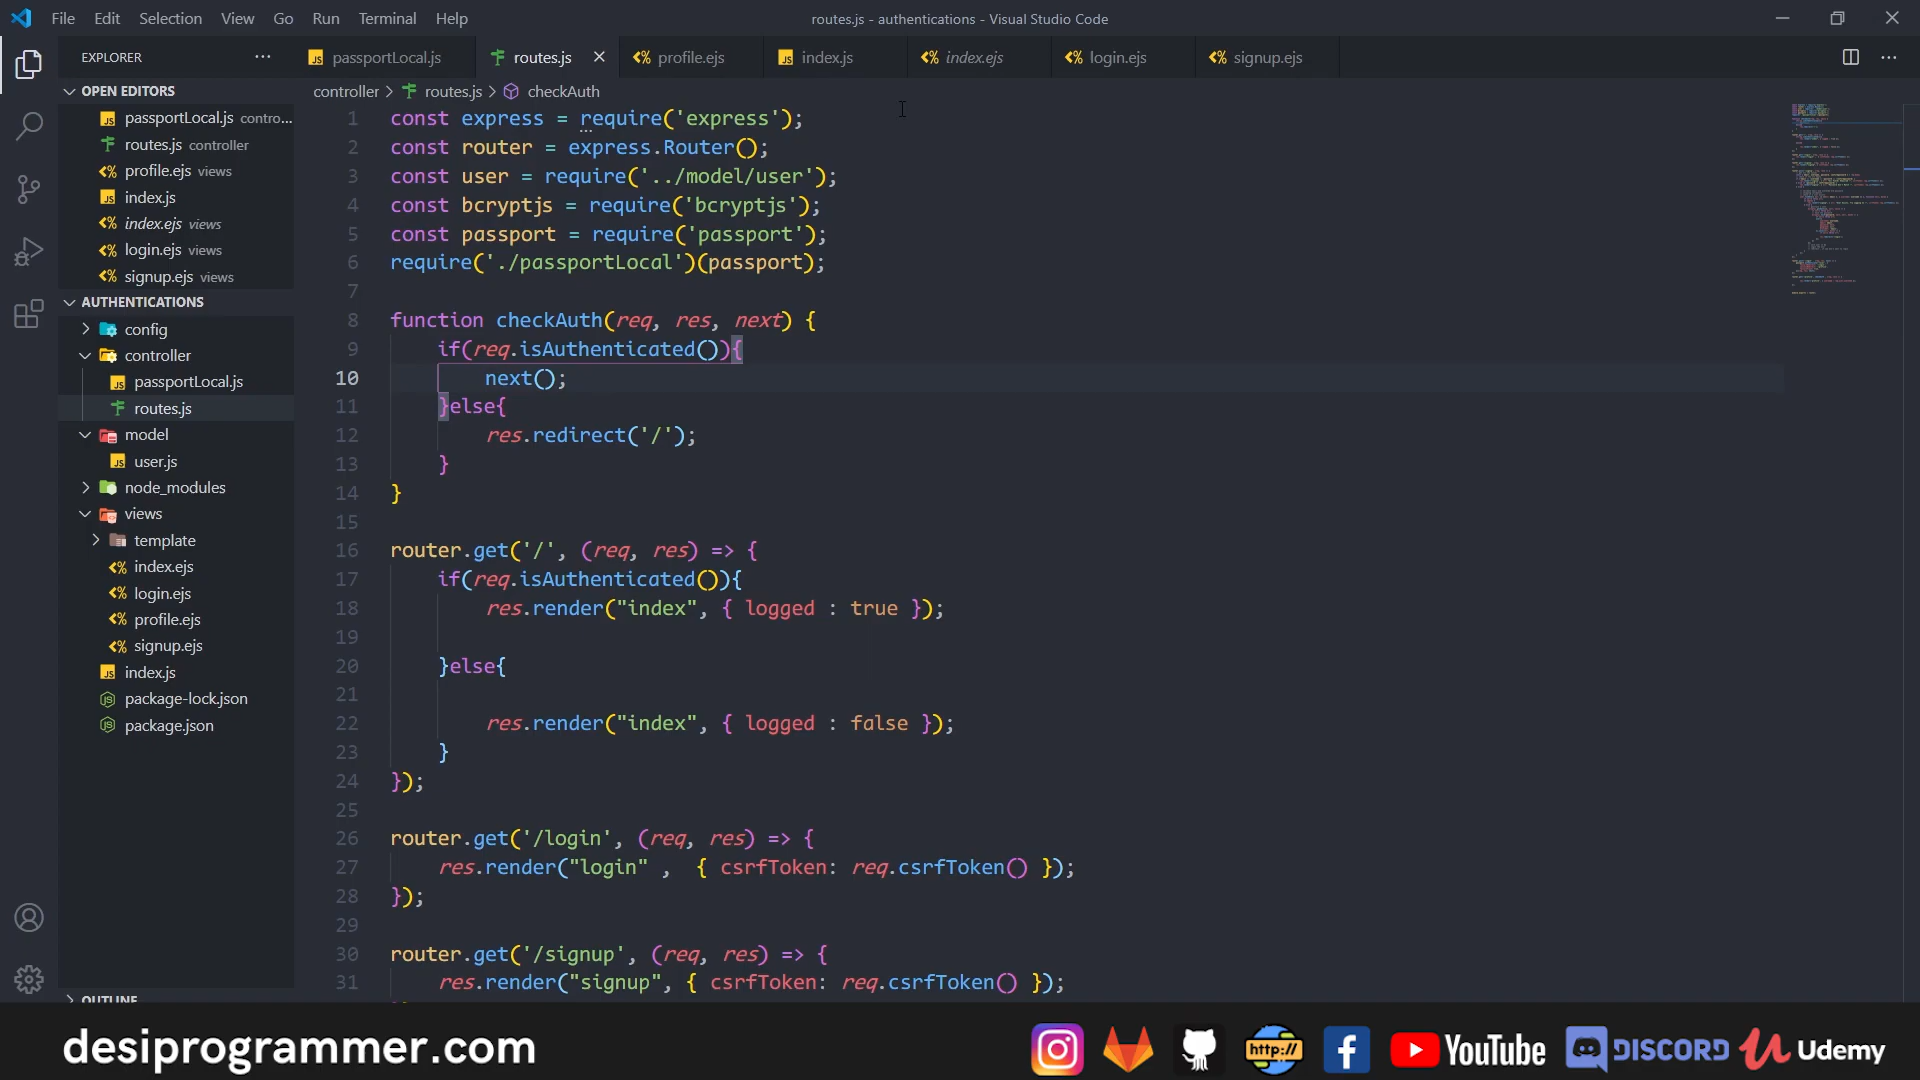 File Edit Selection View Go Run Terminal Help
routes.js - authentications - Visual Studio Code
EXPLORER
passportLocal.js
routes.js
profile.ejs
index.js
index.ejs
login.ejs
signup.ejs
OPEN EDITORS
passportLocal.js contro...
routes.js controller
profile.ejs views
index.js
index.ejs views
login.ejs views
signup.ejs views
AUTHENTICATIONS
config
controller
passportLocal.js
routes.js
model
user.js
node_modules
views
template
index.ejs
login.ejs
profile.ejs
signup.ejs
index.js
package-lock.json
package.json
OUTLINE
controller > routes.js > checkAuth
1 const express = require('express');
2 const router = express.Router();
3 const user = require('../model/user');
4 const bcryptjs = require('bcryptjs');
5 const passport = require('passport');
6 require('./passportLocal')(passport);
7
8 function checkAuth(req, res, next) {
9 if(req.isAuthenticated()){
10 next();
11 }else{
12 res.redirect('/');
13 }
14 }
15
16 router.get('/', (req, res) => {
17 if(req.isAuthenticated()){
18 res.render("index", { logged : true });
19
20 }else{
21
22 res.render("index", { logged : false });
23 }
24 });
25
26 router.get('/login', (req, res) => {
27 res.render("login" , { csrfToken: req.csrfToken() });
28 });
29
30 router.get('/signup', (req, res) => {
31 res.render("signup", { csrfToken: req.csrfToken() });
desiprogrammer.com
http://
YouTube
DISCORD
Udemy